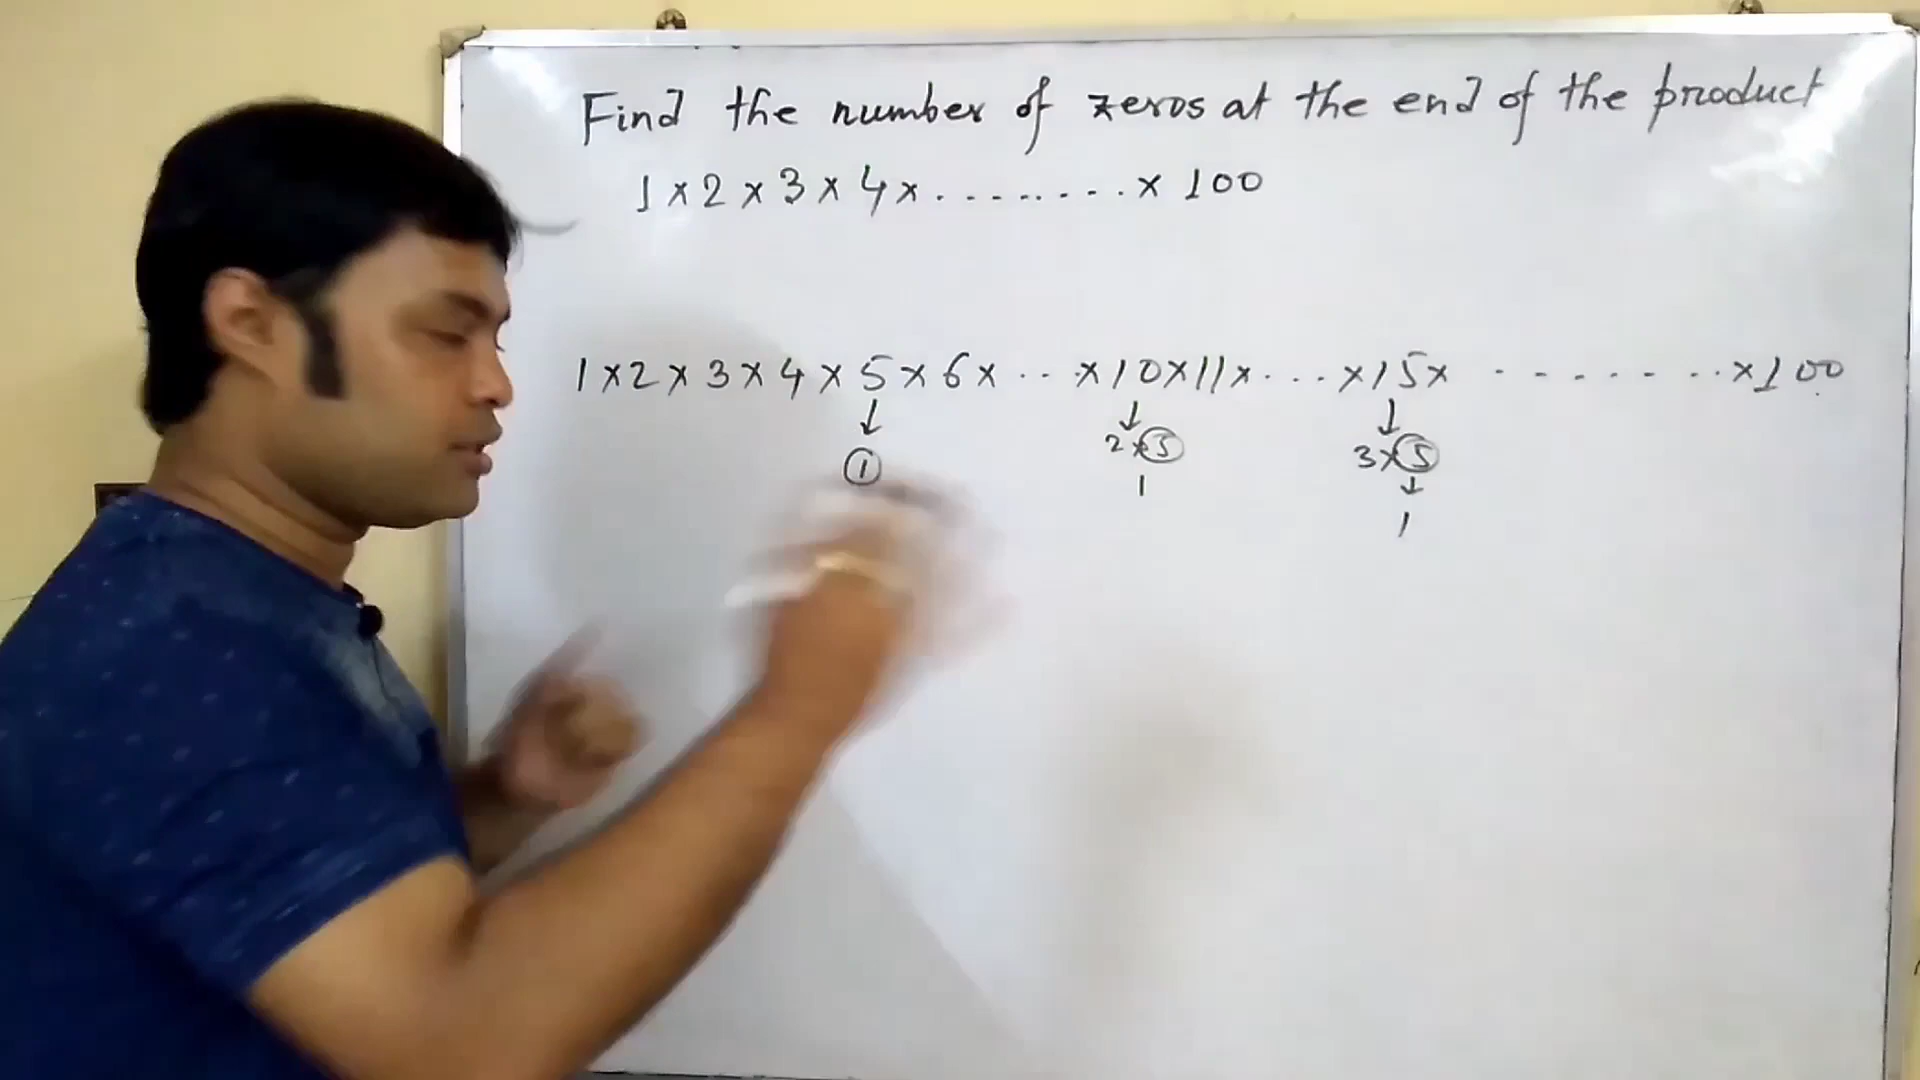 Find the number of zeros at the end of the product
1 x 2 x 3 x 4 x ........ x 100
1 x 2 x 3 x 4 x 5 x 6 x ... x 10 x 11 x .... x 15 x ........ x 100
↓ ↓ ↓
1 2 x 5 3 x 5
1 ↓
1